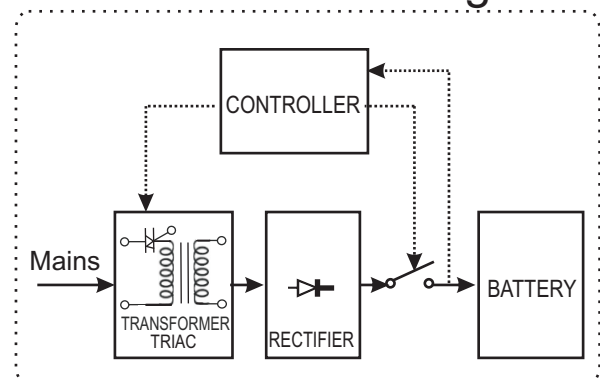 CONTROLLER
Mains
TRANSFORMER
TRIAC
RECTIFIER
BATTERY